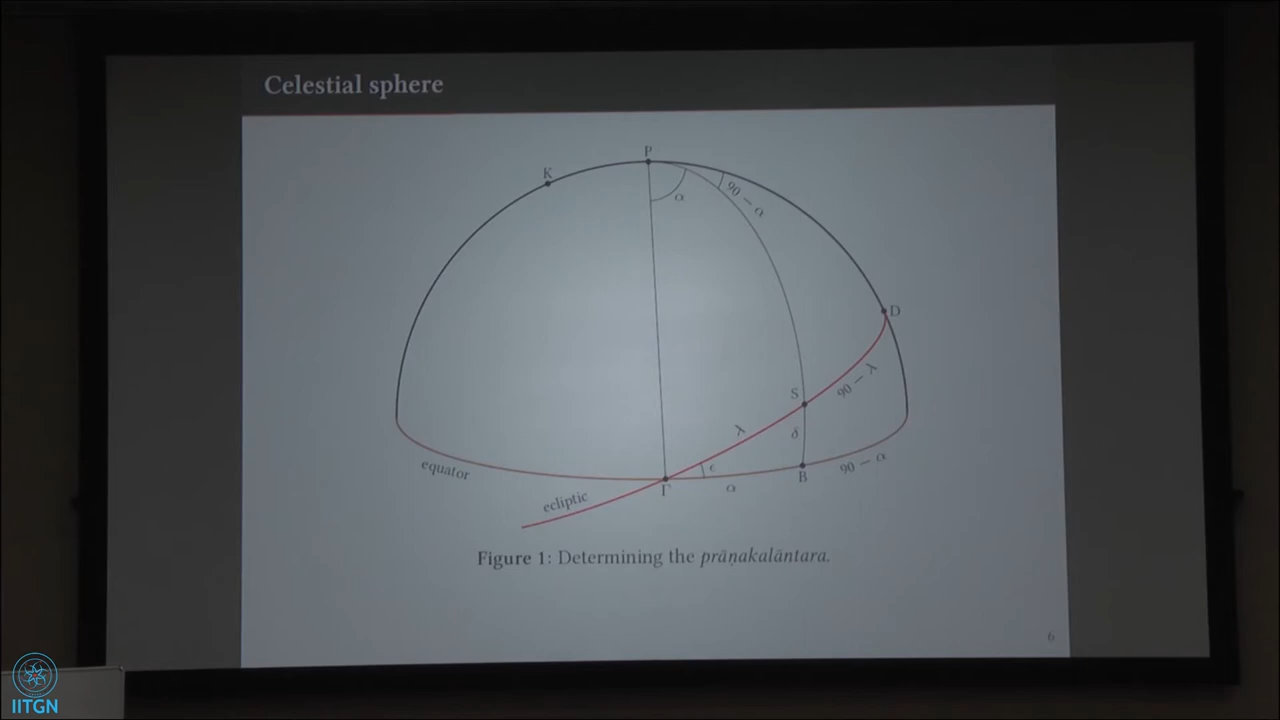 Celestial sphere
P
K
α
90 − α
D
S
90 − λ
λ
δ
ϵ
equator
Γ
α
B
90 − α
ecliptic
Figure 1: Determining the prāṇakalāntara.
6
IITGN